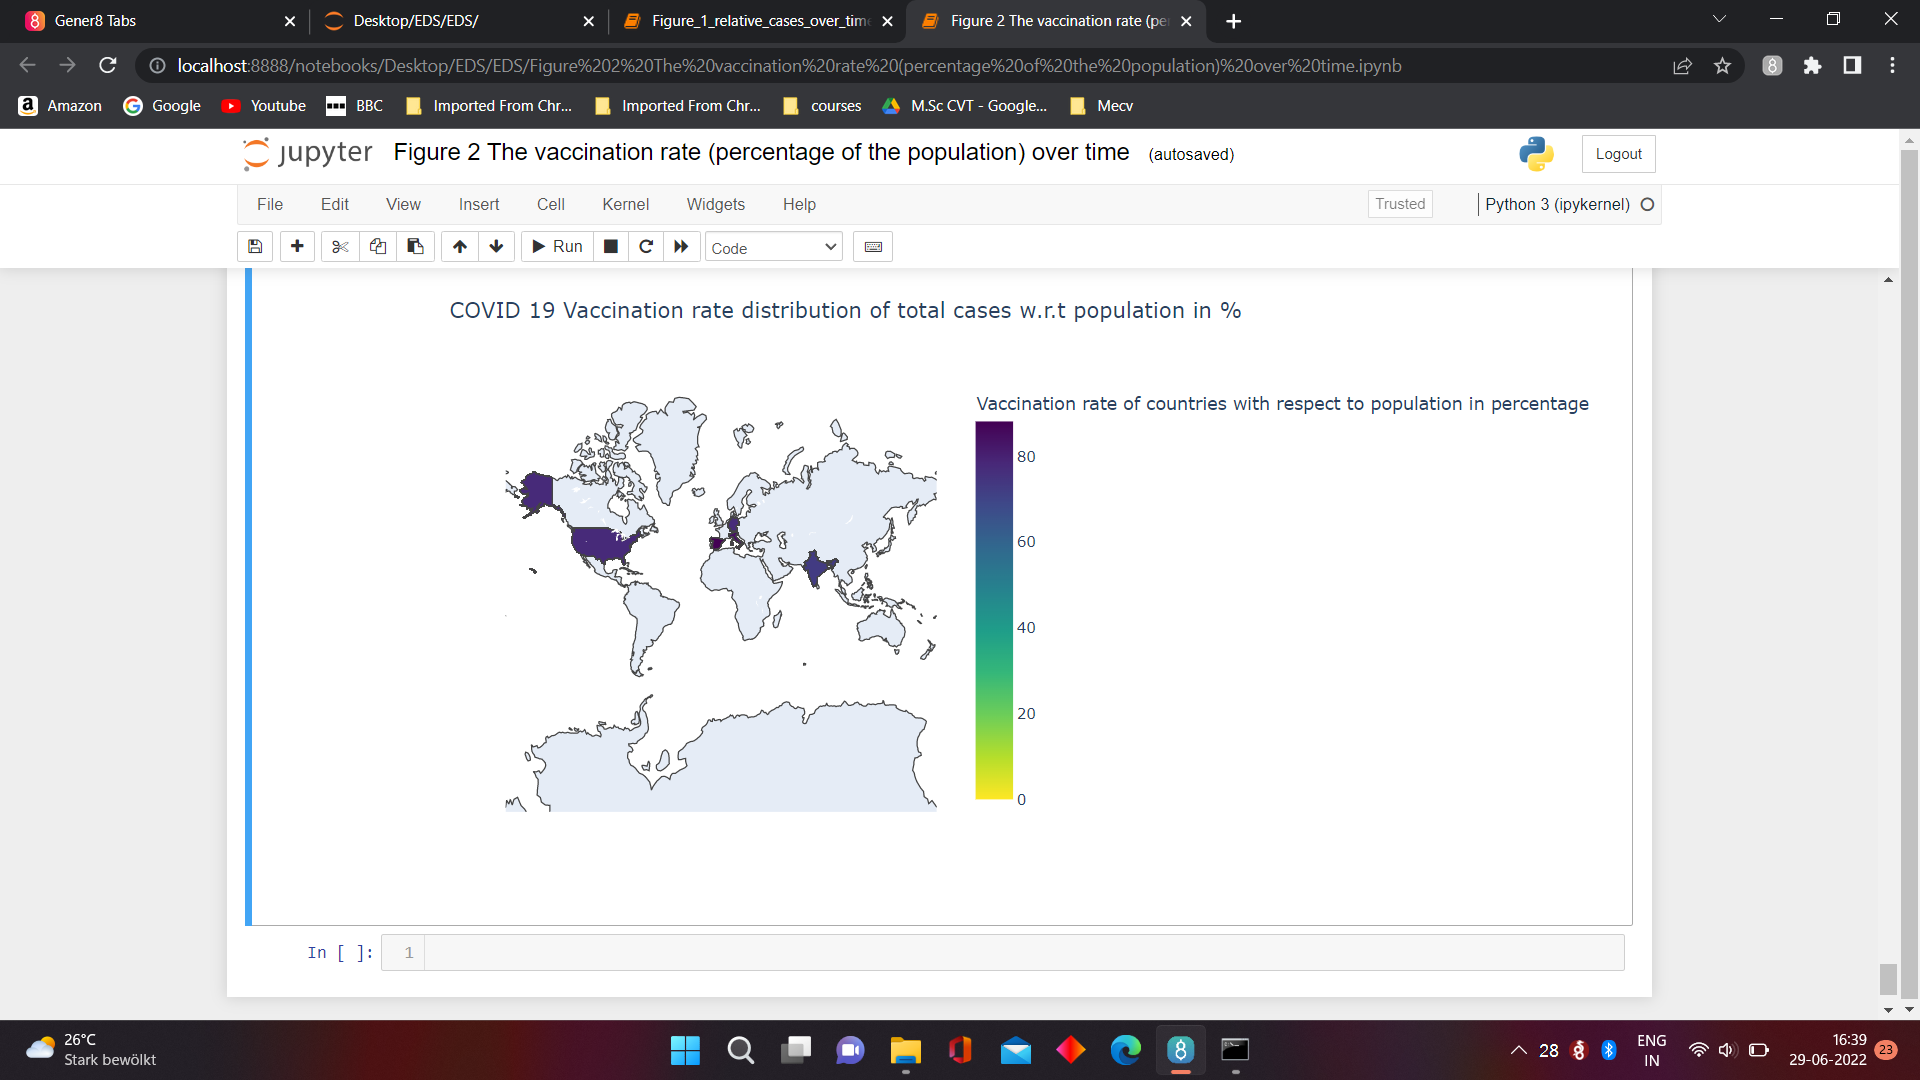 Gener8 Tabs
Desktop/EDS/EDS/
Figure_1_relative_cases_over_tim
Figure 2 The vaccination rate (per
localhost:8888/notebooks/Desktop/EDS/EDS/Figure%202%20The%20vaccination%20rate%20(percentage%20of%20the%20population)%20over%20time.ipynb
Amazon
Google
Youtube
BBC
Imported From Chr...
Imported From Chr...
courses
M.Sc CVT - Google...
Mecv
jupyter
Figure 2 The vaccination rate (percentage of the population) over time (autosaved)
Logout
File
Edit
View
Insert
Cell
Kernel
Widgets
Help
Trusted
Python 3 (ipykernel)
Run
Code
COVID 19 Vaccination rate distribution of total cases w.r.t population in %
Vaccination rate of countries with respect to population in percentage
80
60
40
20
0
In [ ]:
1
26°C
Stark bewölkt
28
ENG
IN
16:39
29-06-2022
23